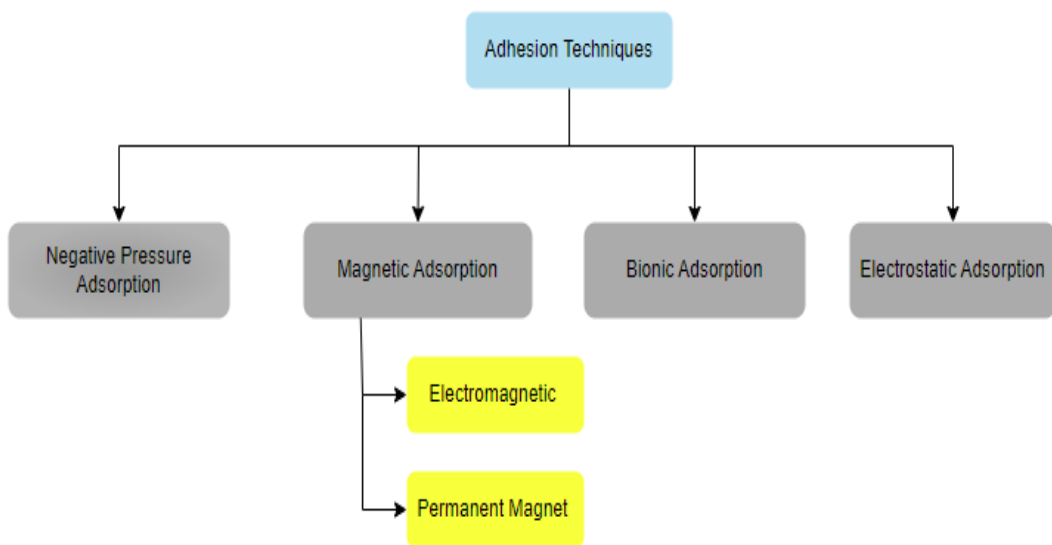 Adhesion Techniques
Negative Pressure
Adsorption
Magnetic Adsorption
Bionic Adsorption
Electrostatic Adsorption
Electromagnetic
Permanent Magnet